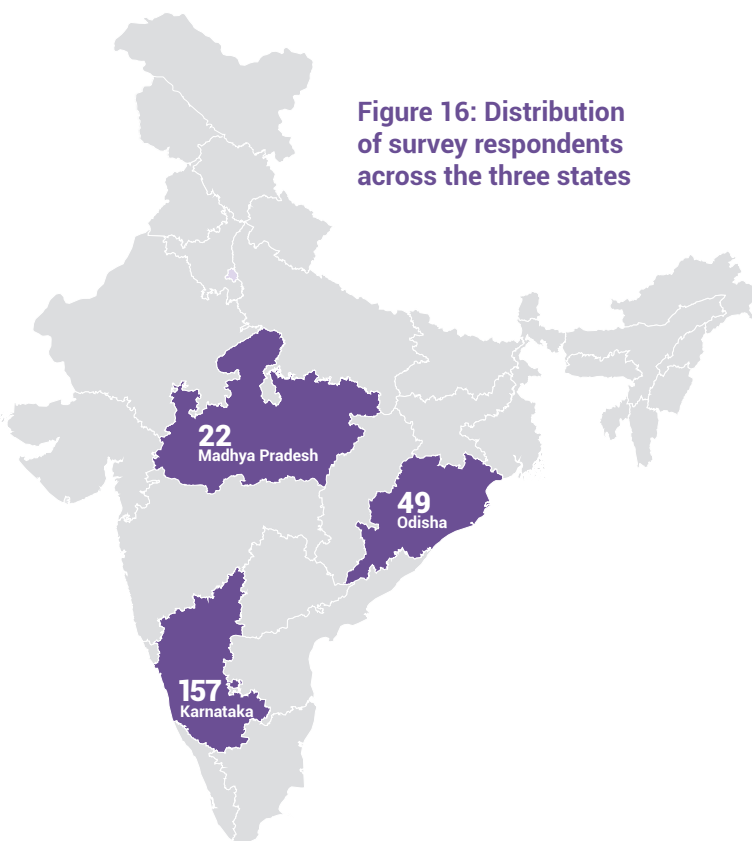 Figure 16: Distribution
of survey respondents
across the three states
22
Madhya Pradesh
49
Odisha
157
Karnataka